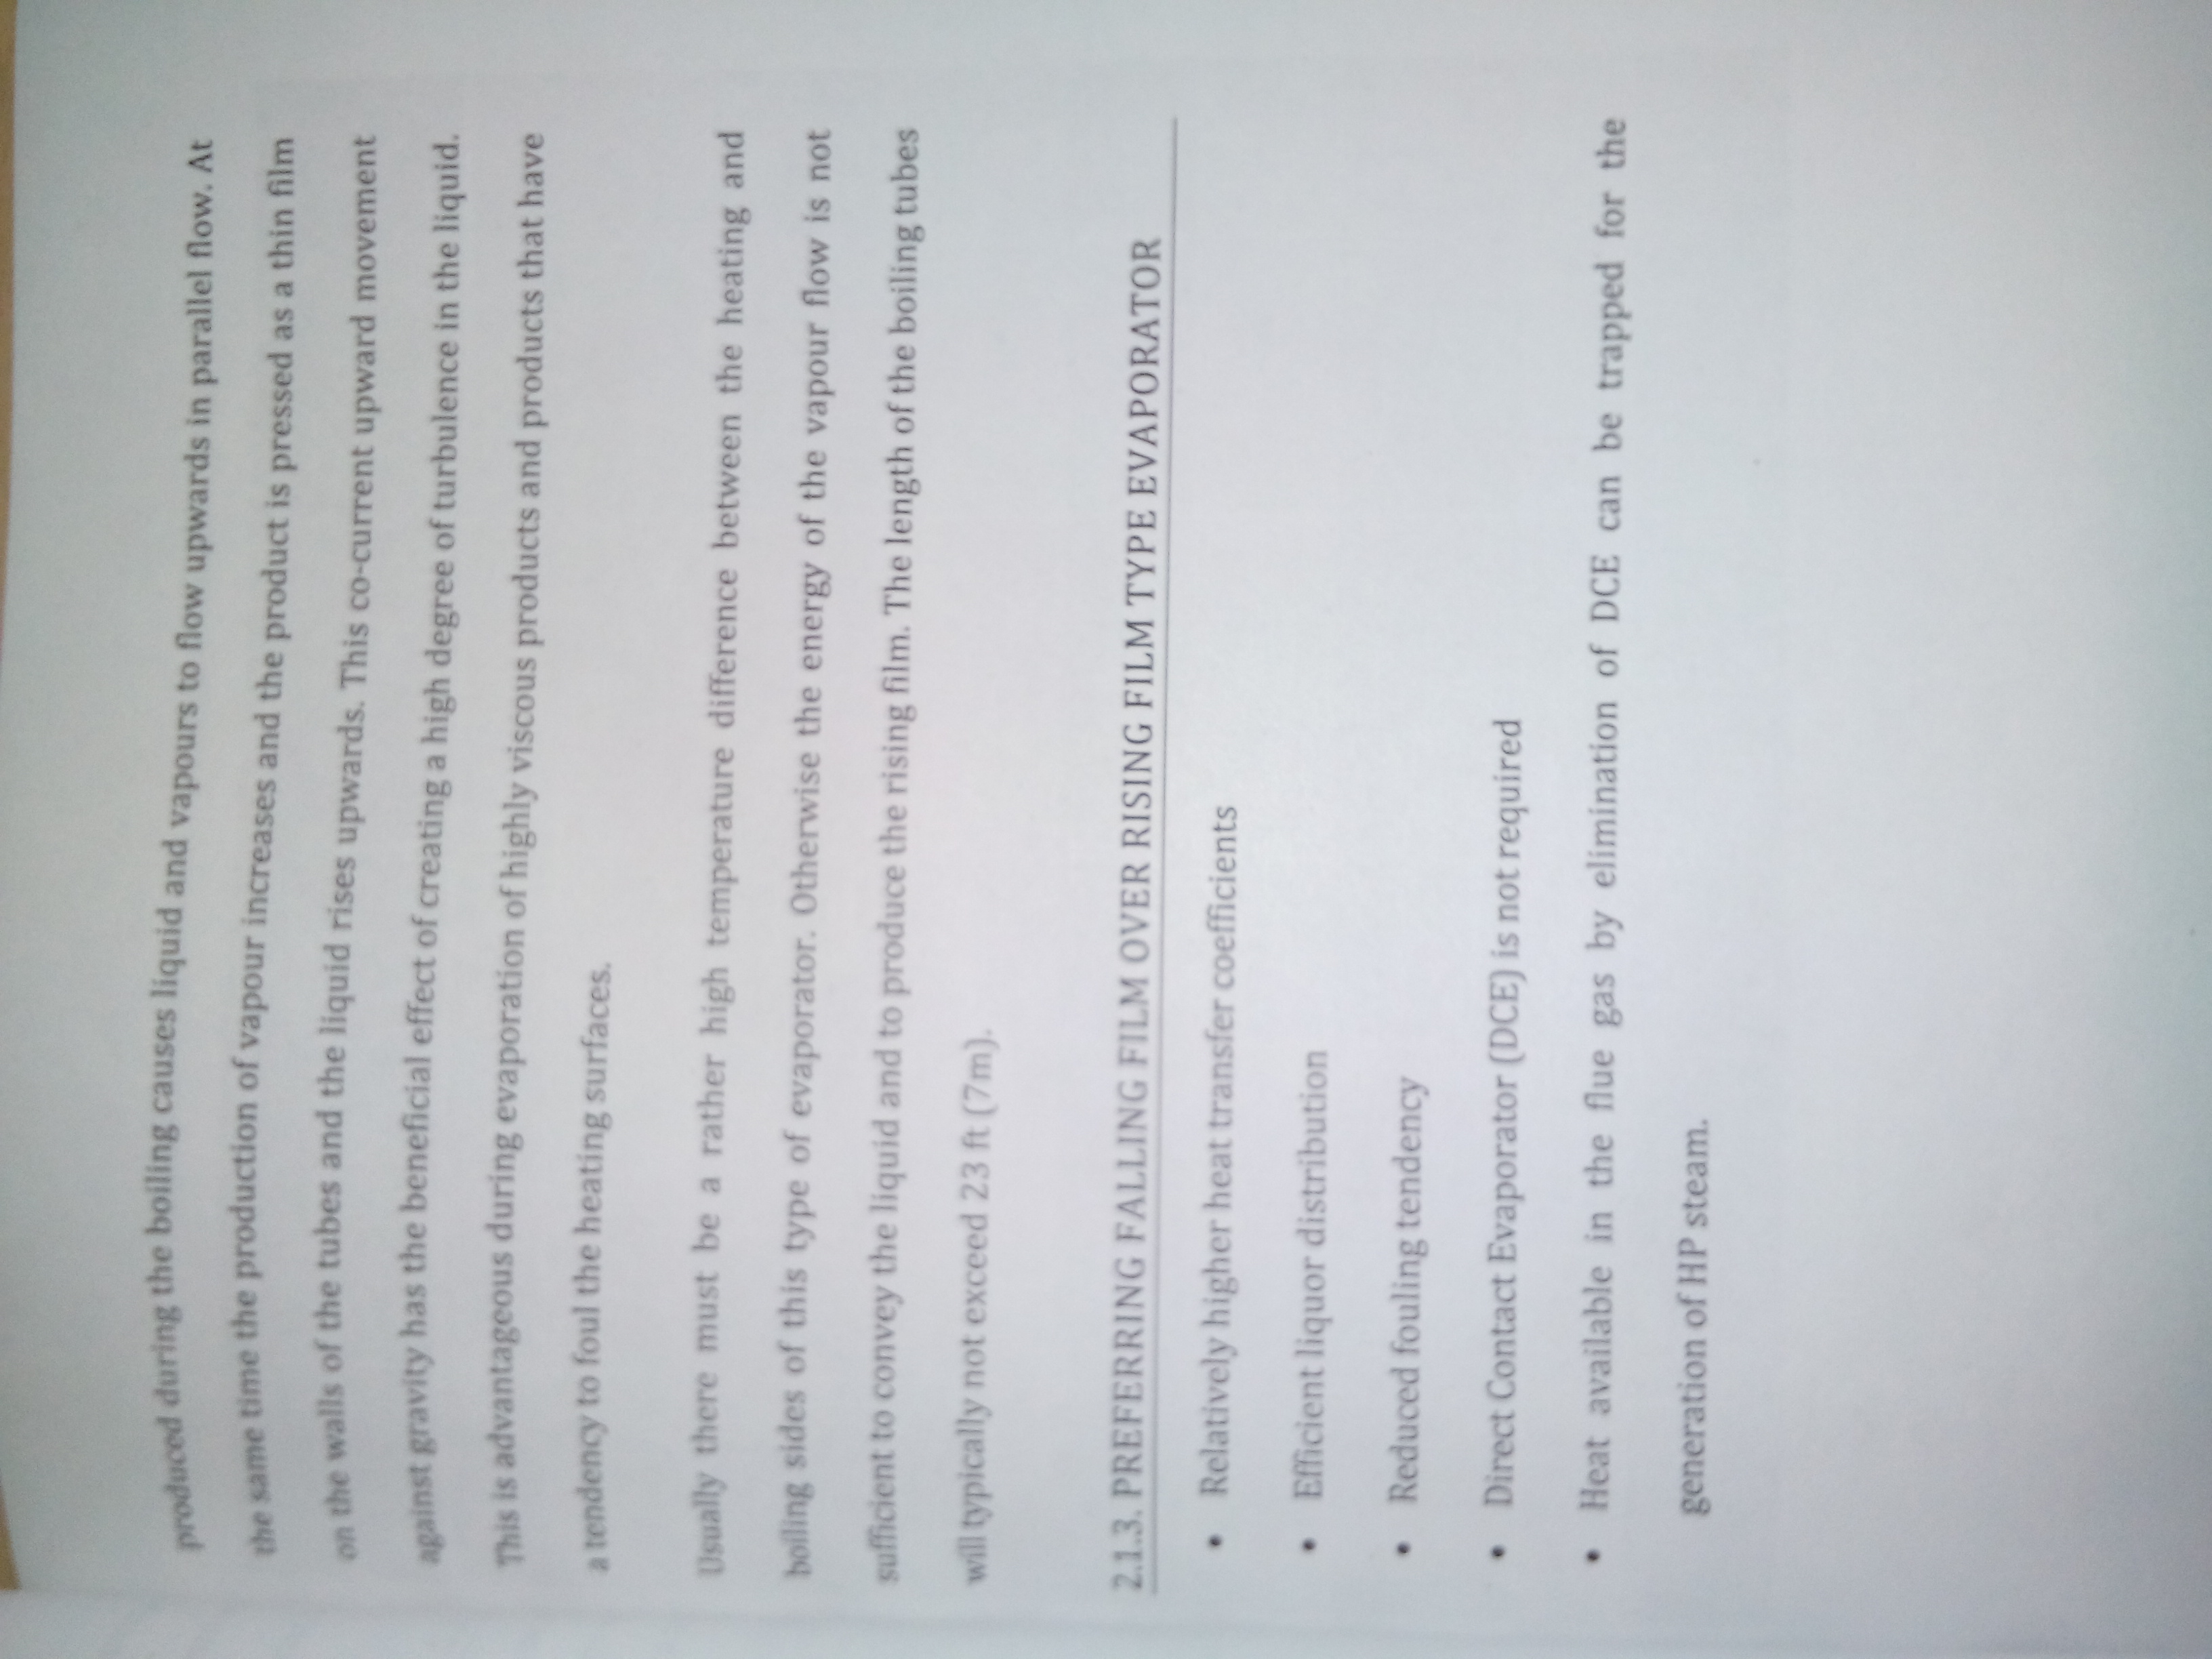 produced during the boiling causes liquid and vapours to flow upwards in parallel flow. At
the same time the production of vapour increases and the product is pressed as a thin film
on the walls of the tubes and the liquid rises upwards. This co-current upward movement
against gravity has the beneficial effect of creating a high degree of turbulence in the liquid.
This is advantageous during evaporation of highly viscous products and products that have
a tendency to foul the heating surfaces.
Usually there must be a rather high temperature difference between the heating and
boiling sides of this type of evaporator. Otherwise the energy of the vapour flow is not
sufficient to convey the liquid and to produce the rising film. The length of the boiling tubes
will typically not exceed 23 ft (7m).
2.1.3. PREFERRING FALLING FILM OVER RISING FILM TYPE EVAPORATOR
• Relatively higher heat transfer coefficients
• Efficient liquor distribution
• Reduced fouling tendency
• Direct Contact Evaporator (DCE) is not required
• Heat available in the flue gas by elimination of DCE can be trapped for the
generation of HP steam.